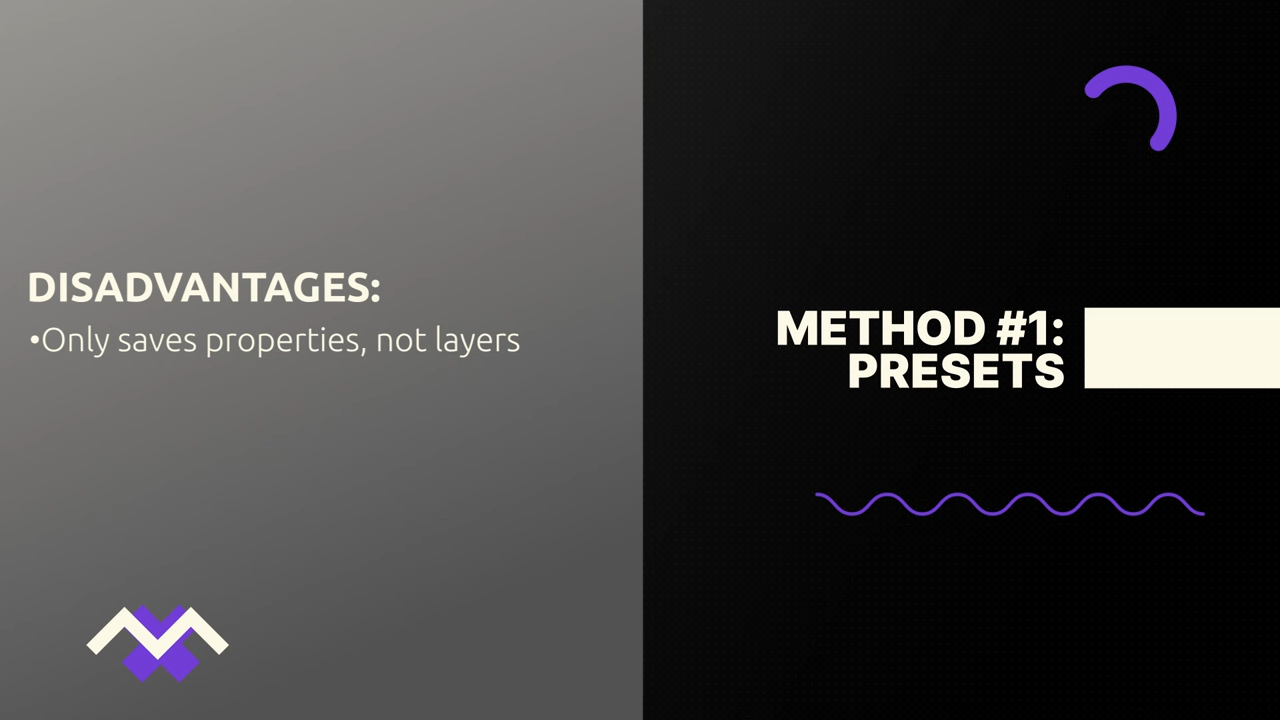 DISADVANTAGES:
•Only saves properties, not layers
METHOD #1:
PRESETS